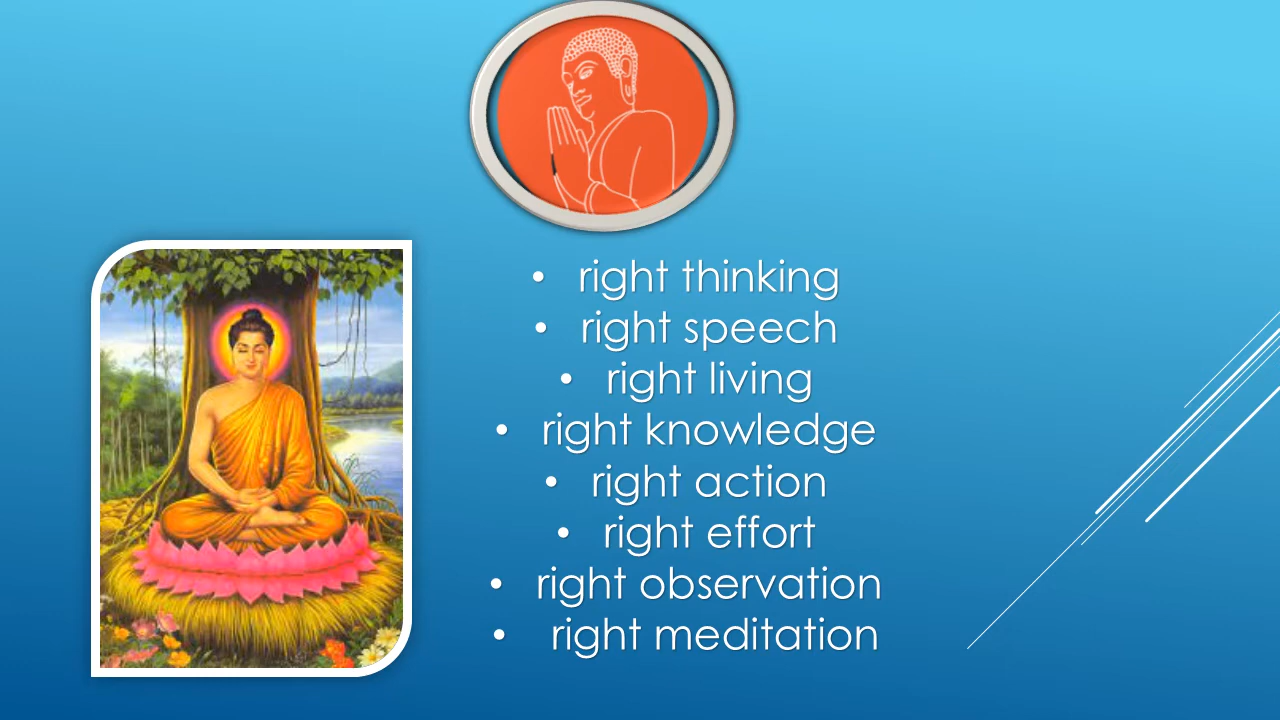 • right thinking
• right speech
• right living
• right knowledge
• right action
• right effort
• right observation
• right meditation